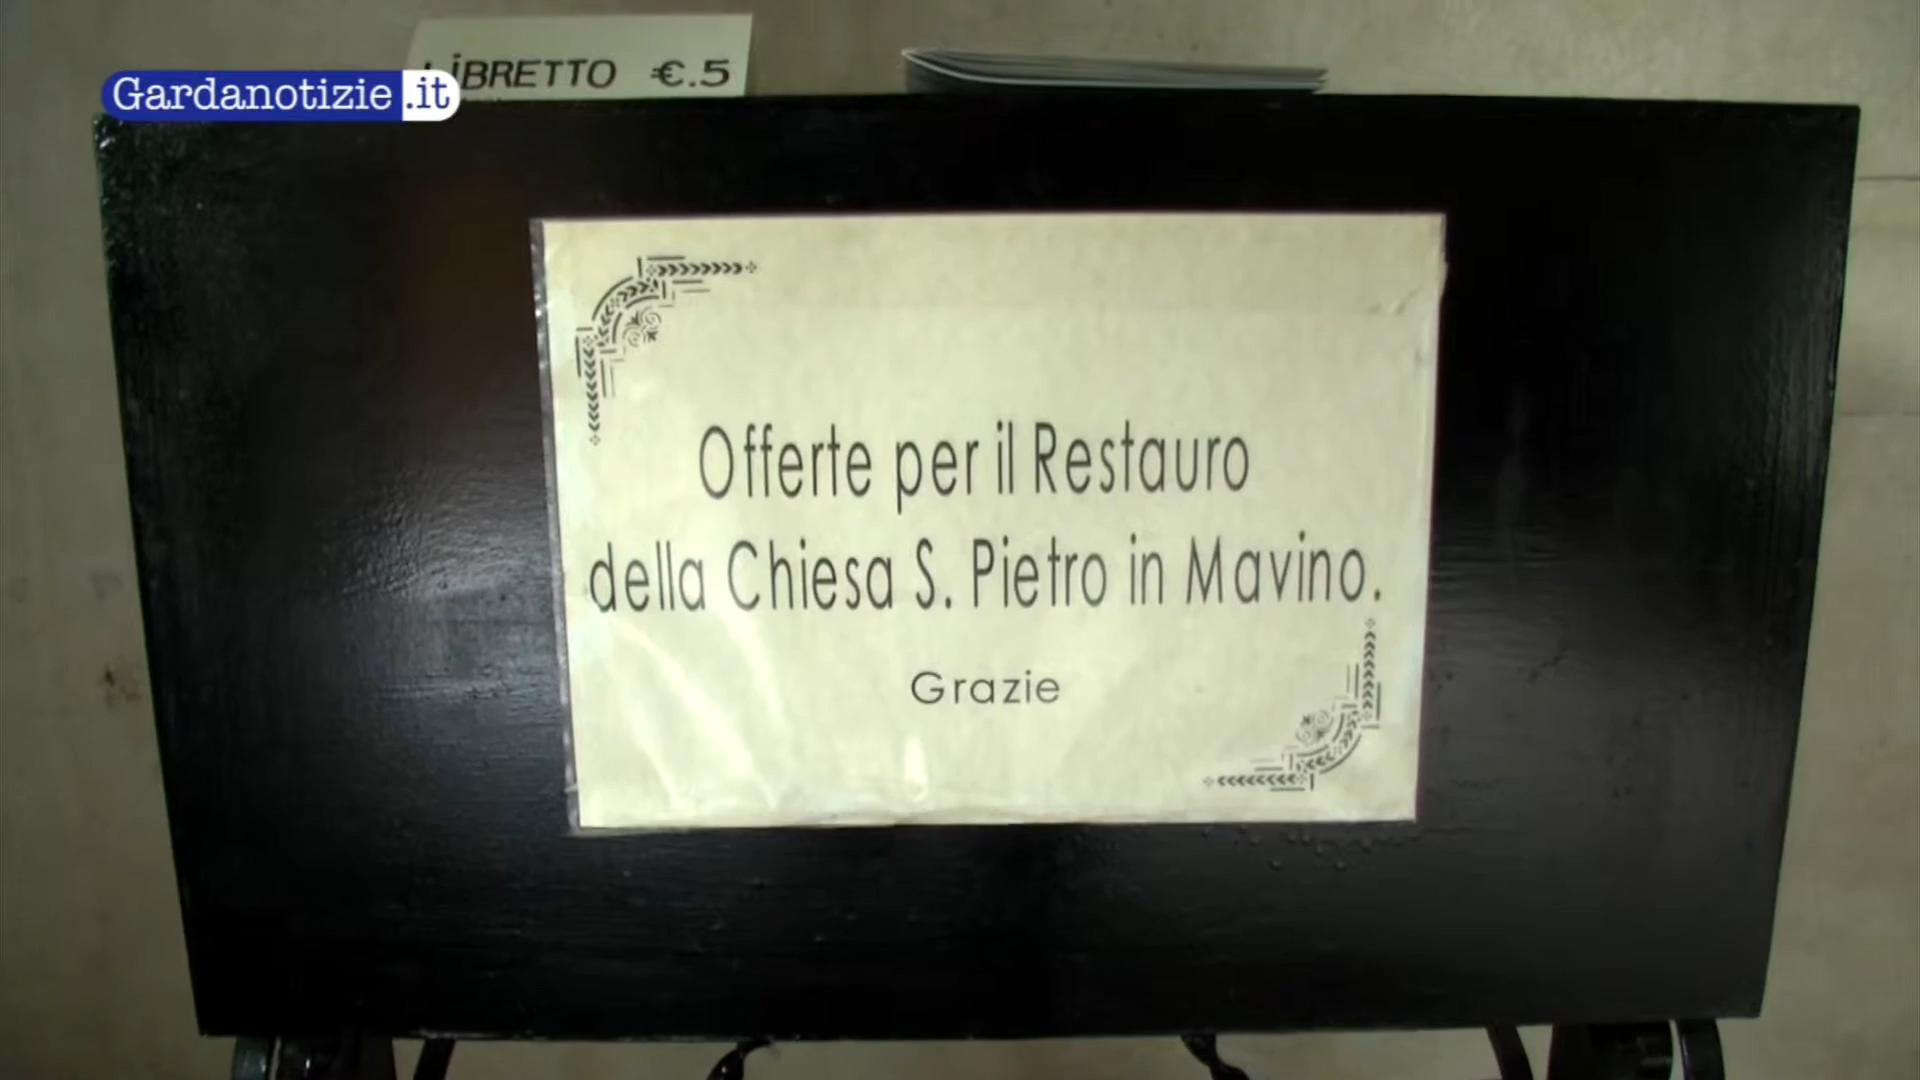 LiBRETTO €.5
Gardanotizie.it
Offerte per il Restauro
della Chiesa S. Pietro in Mavino.
Grazie